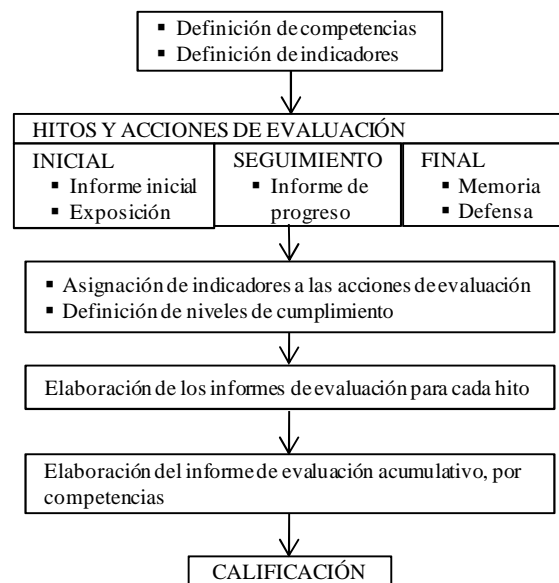 ▪ Definición de competencias
▪ Definición de indicadores
HITOS Y ACCIONES DE EVALUACIÓN
INICIAL
▪ Informe inicial
▪ Exposición
SEGUIMIENTO
▪ Informe de
progreso
FINAL
▪ Memoria
▪ Defensa
▪ Asignación de indicadores a las acciones de evaluación
▪ Definición de niveles de cumplimiento
Elaboración de los informes de evaluación para cada hito
Elaboración del informe de evaluación acumulativo, por
competencias
CALIFICACIÓN